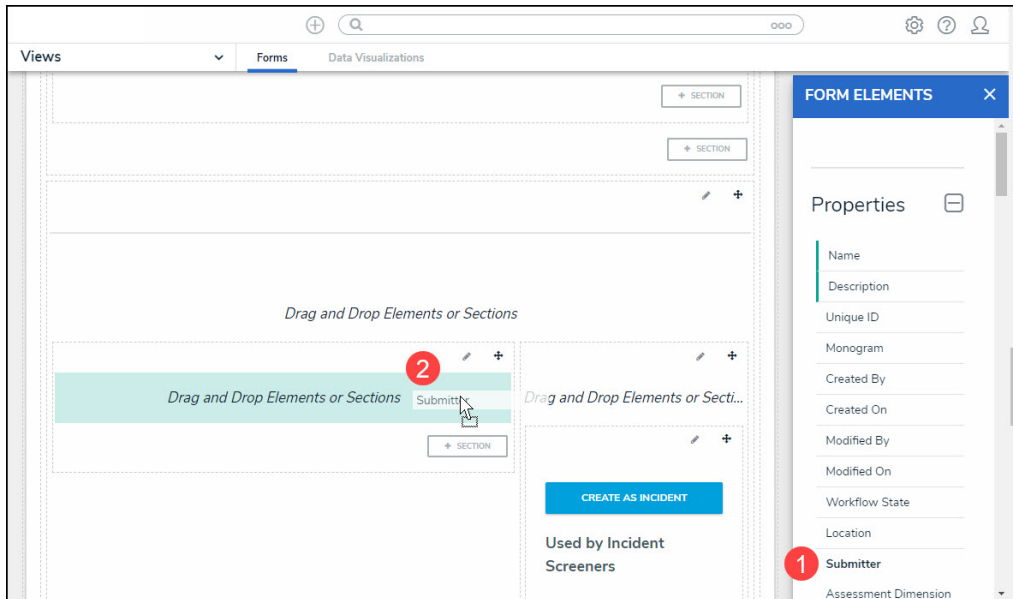 ooo
Views
Forms
Data Visualizations
+ SECTION
+ SECTION
Drag and Drop Elements or Sections
2
Drag and Drop Elements or Sections
Submitter
Drag and Drop Elements or Secti...
+ SECTION
CREATE AS INCIDENT
Used by Incident
Screeners
FORM ELEMENTS
Properties
Name
Description
Unique ID
Monogram
Created By
Created On
Modified By
Modified On
Workflow State
Location
1
Submitter
Assessment Dimension